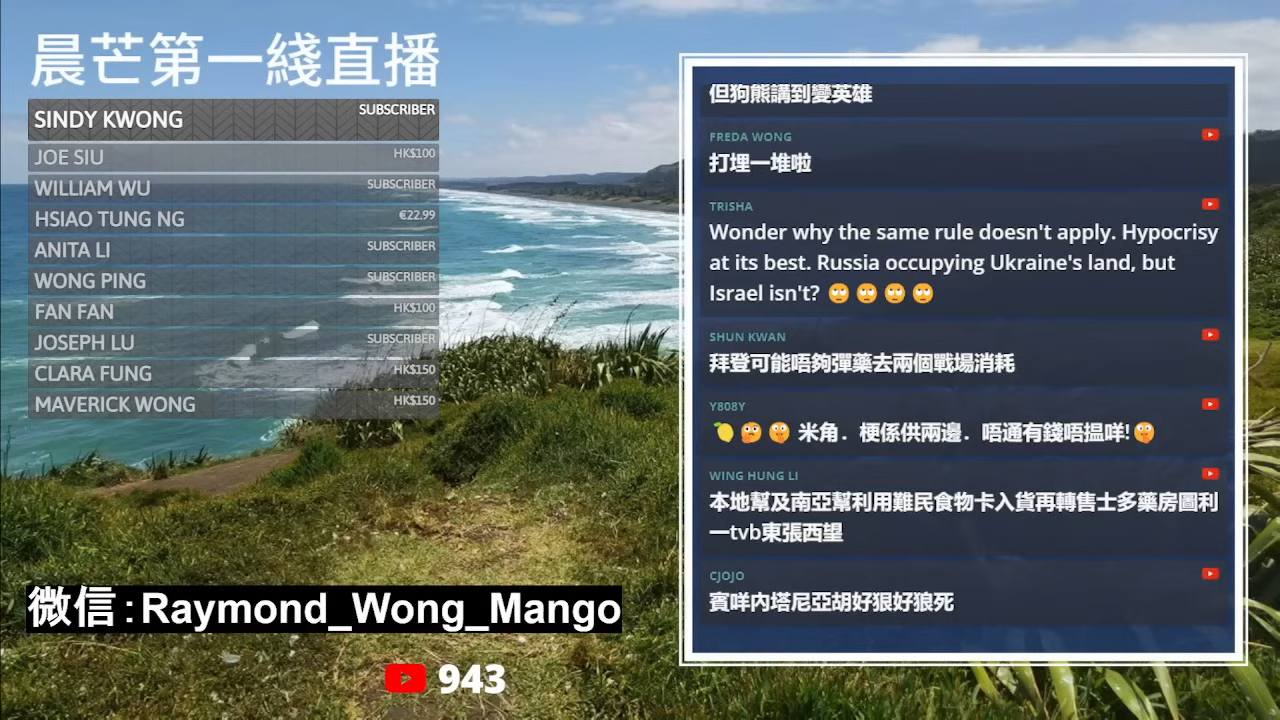 晨芒第一綫直播
SINDY KWONG SUBSCRIBER
JOE SIU HK$100
WILLIAM WU SUBSCRIBER
HSIAO TUNG NG €22.99
ANITA LI SUBSCRIBER
WONG PING SUBSCRIBER
FAN FAN HK$100
JOSEPH LU SUBSCRIBER
CLARA FUNG HK$150
MAVERICK WONG HK$150
微信:Raymond_Wong_Mango
943
但狗熊講到變英雄
FREDA WONG
打埋一堆啦
TRISHA
Wonder why the same rule doesn't apply. Hypocrisy
at its best. Russia occupying Ukraine's land, but
Israel isn't? 🙄 🙄 🙄 🙄
SHUN KWAN
拜登可能唔夠彈藥去兩個戰場消耗
Y808Y
🍋 🤔 🤫 米角．梗係供兩邊．唔通有錢唔揾咩!🤫
WING HUNG LI
本地幫及南亞幫利用難民食物卡入貨再轉售士多藥房圖利
一tvb東張西望
CJOJO
賓咩內塔尼亞胡好狠好狼死